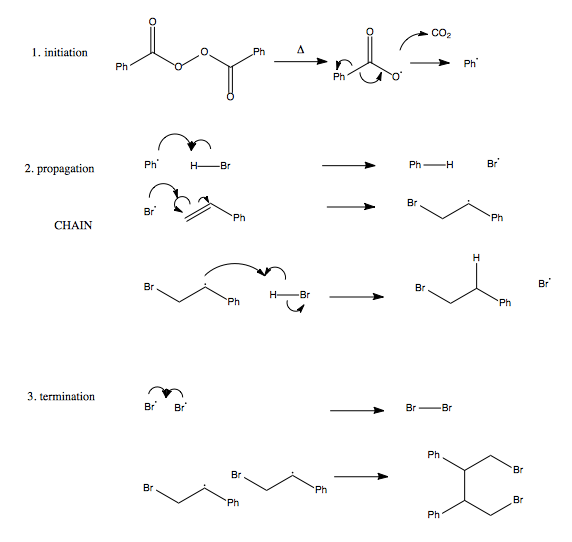 O
1. initiation
Ph O O Ph Δ O CO2
Ph O· Ph·
O
2. propagation
Ph· H Br Ph H Br·
Br· Ph Br Ph
CHAIN
H
Br Ph H Br Br Ph Br·
3. termination
Br· Br· Br Br
Ph
Br Ph Br Ph Br
Br
Ph